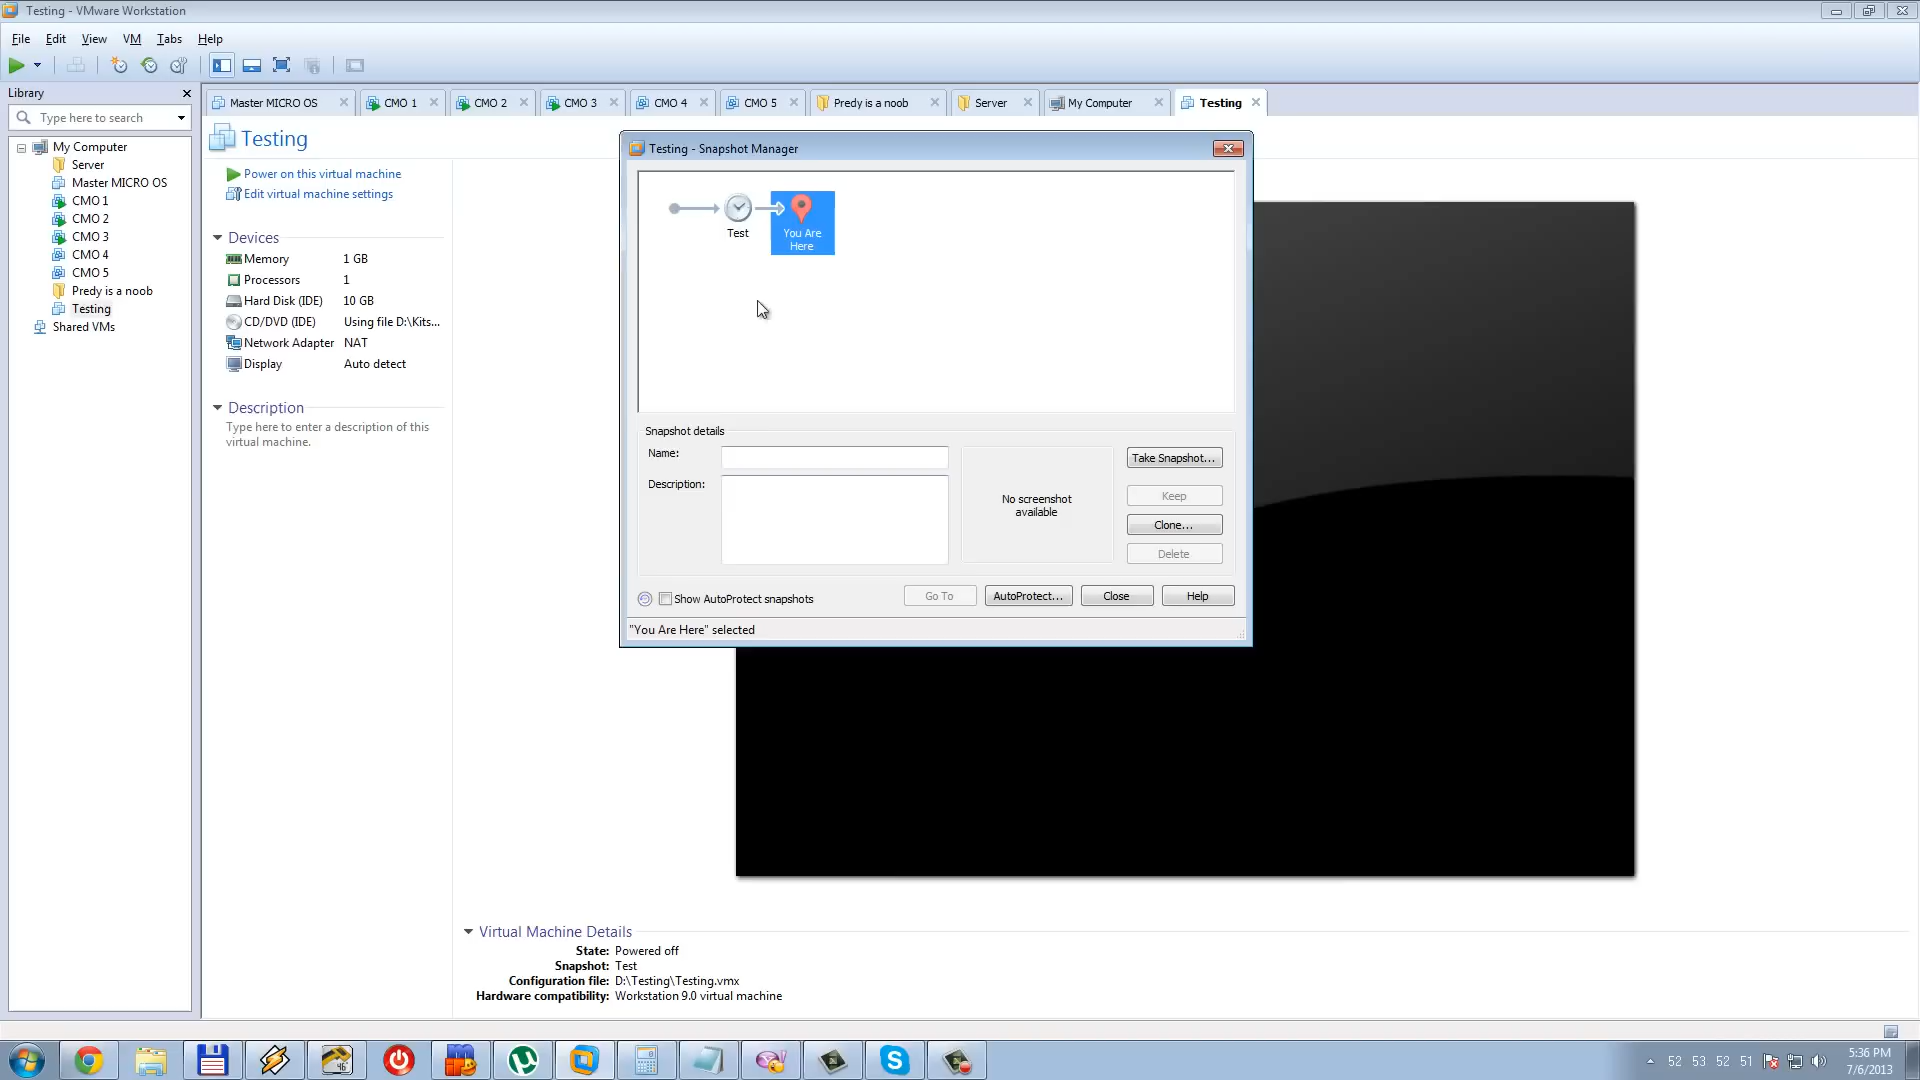 Testing - VMware Workstation
File Edit View VM Tabs Help
Library
Type here to search
My Computer
Server
Master MICRO OS
CMO 1
CMO 2
CMO 3
CMO 4
CMO 5
Predy is a noob
Testing
Shared VMs
Master MICRO OS CMO 1 CMO 2 CMO 3 CMO 4 CMO 5 Predy is a noob Server My Computer Testing
Testing
Power on this virtual machine
Edit virtual machine settings
Devices
Memory 1 GB
Processors 1
Hard Disk (IDE) 10 GB
CD/DVD (IDE) Using file D:\Kits...
Network Adapter NAT
Display Auto detect
Description
Type here to enter a description of this
virtual machine.
Testing - Snapshot Manager
Test
You Are
Here
Snapshot details
Name:
Description:
No screenshot
available
Take Snapshot...
Keep
Clone...
Delete
Show AutoProtect snapshots
Go To AutoProtect... Close Help
"You Are Here" selected
Virtual Machine Details
State: Powered off
Snapshot: Test
Configuration file: D:\Testing\Testing.vmx
Hardware compatibility: Workstation 9.0 virtual machine
52 53 52 51
5:36 PM
7/6/2013